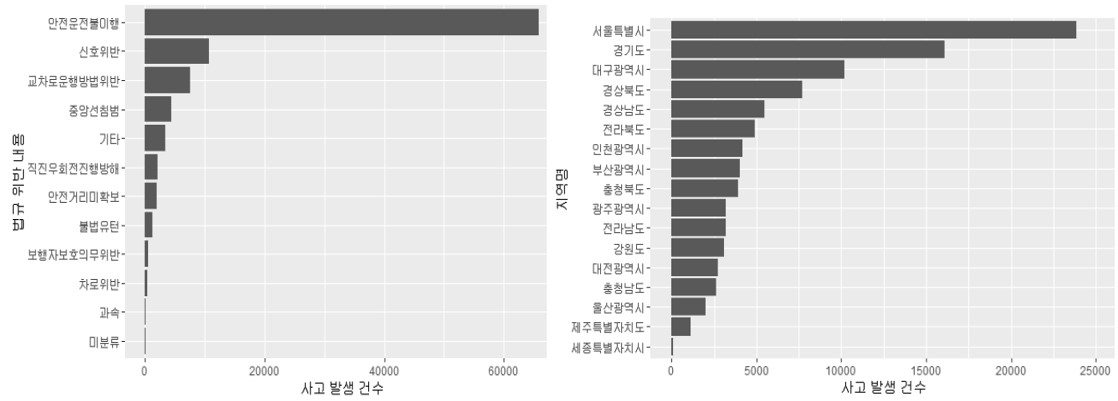 법규 위반 내용
안전운전불이행
신호위반
교차로운행방법위반
중앙선침범
기타
직진우회전진행방해
안전거리미확보
불법유턴
보행자보호의무위반
차로위반
과속
미분류
0 20000 40000 60000
사고 발생 건수
지역명
서울특별시
경기도
대구광역시
경상북도
경상남도
전라북도
인천광역시
부산광역시
충청북도
광주광역시
전라남도
강원도
대전광역시
충청남도
울산광역시
제주특별자치도
세종특별자치시
0 5000 10000 15000 20000 25000
사고 발생 건수